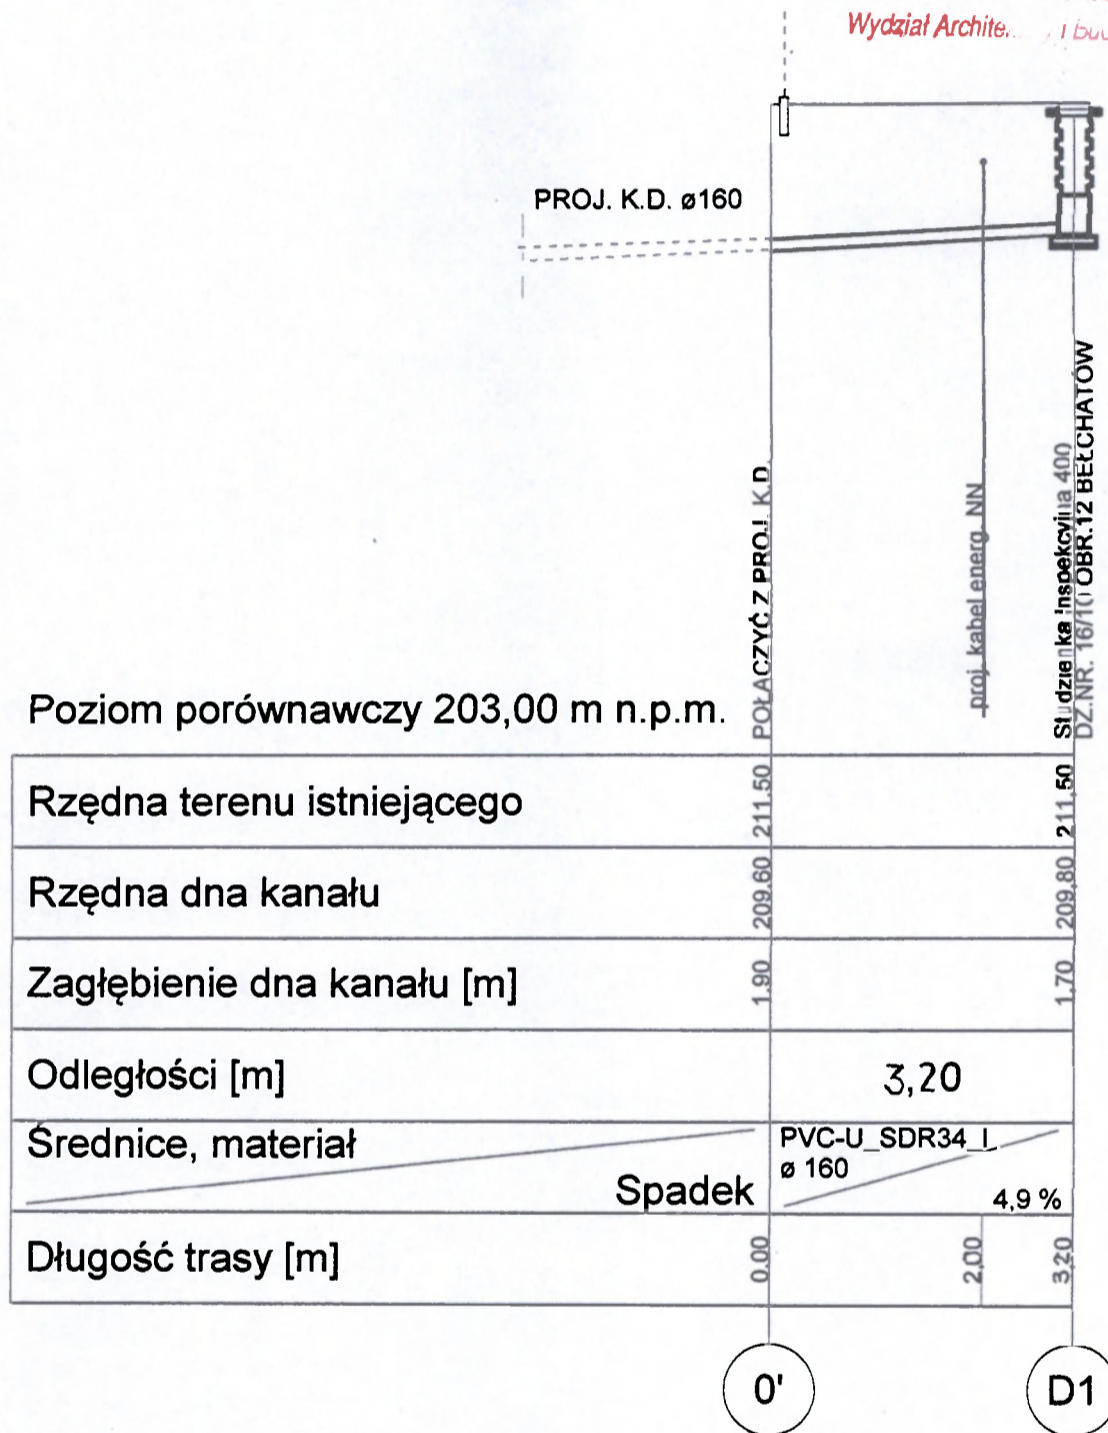 Wydział Archite
PROJ. K.D. ø160
POŁĄCZYĆ Z PROJ. K.D.
proj. kabel energ. NN
Studzienka inspekcyjna 400
DZ.NR. 16/10 OBR.12 BEŁCHATÓW
Poziom porównawczy 203,00 m n.p.m.
Rzędna terenu istniejącego 211.50 211,50
Rzędna dna kanału 209.60 209,80
Zagłębienie dna kanału [m] 1.90 1,70
Odległości [m] 3,20
Średnice, materiał PVC-U_SDR34_L
ø 160
Spadek 4,9 %
Długość trasy [m] 0.00 2,00 3,20
0' D1